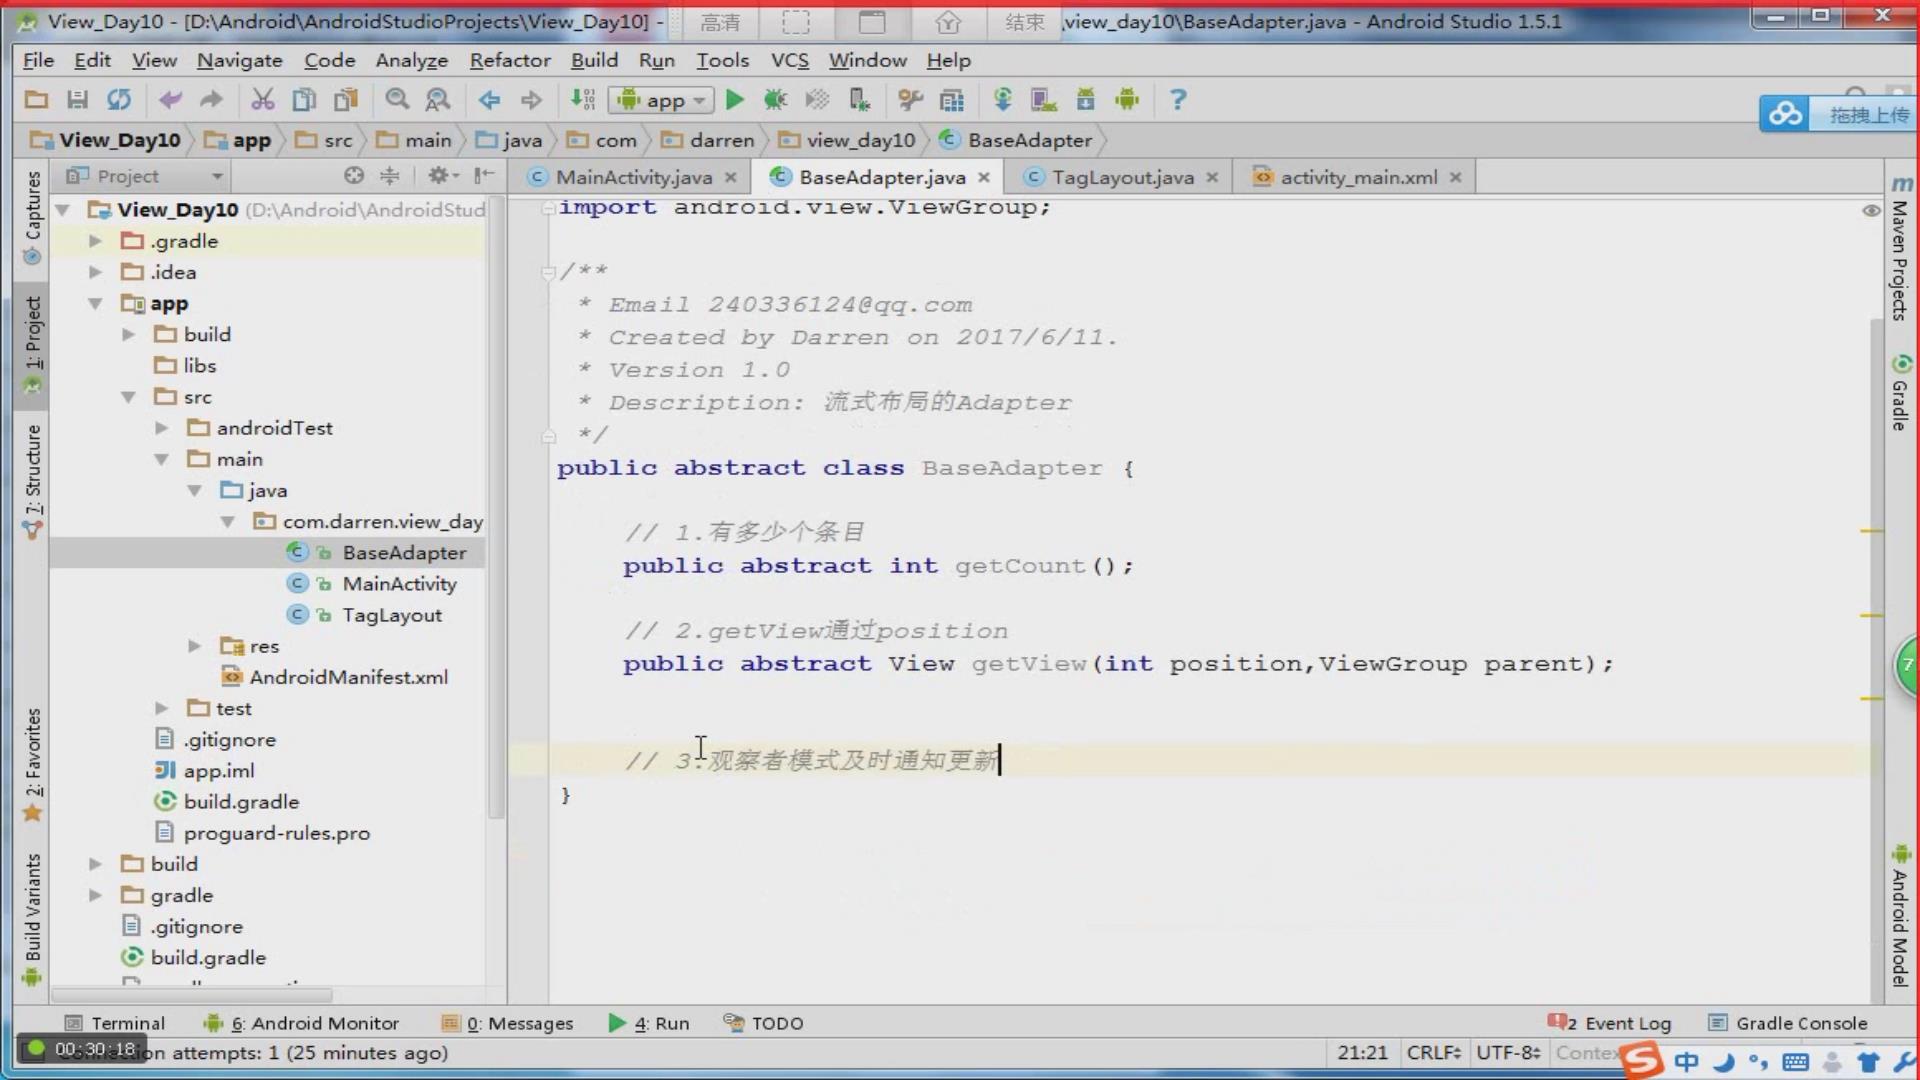 View_Day10 - [D:\Android\AndroidStudioProjects\View_Day10] - 高清 结束 .view_day10\BaseAdapter.java - Android Studio 1.5.1
File Edit View Navigate Code Analyze Refactor Build Run Tools VCS Window Help
app
拖拽上传
View_Day10 app src main java com darren view_day10 BaseAdapter
Project
MainActivity.java BaseAdapter.java TagLayout.java activity_main.xml
Captures
1: Project
7: Structure
2: Favorites
Build Variants
View_Day10 (D:\Android\AndroidStud
.gradle
.idea
app
build
libs
src
androidTest
main
java
com.darren.view_day
BaseAdapter
MainActivity
TagLayout
res
AndroidManifest.xml
test
.gitignore
app.iml
build.gradle
proguard-rules.pro
build
gradle
.gitignore
build.gradle
import android.view.ViewGroup;
/**
* Email 240336124@qq.com
* Created by Darren on 2017/6/11.
* Version 1.0
* Description: 流式布局的Adapter
*/
public abstract class BaseAdapter {
// 1.有多少个条目
public abstract int getCount();
// 2.getView通过position
public abstract View getView(int position,ViewGroup parent);
// 3.观察者模式及时通知更新
}
m
Maven Projects
Gradle
7
Android Model
Terminal 6: Android Monitor 0: Messages 4: Run TODO 2 Event Log Gradle Console
00:30:18 attempts: 1 (25 minutes ago) 21:21 CRLF UTF-8 Contex
中